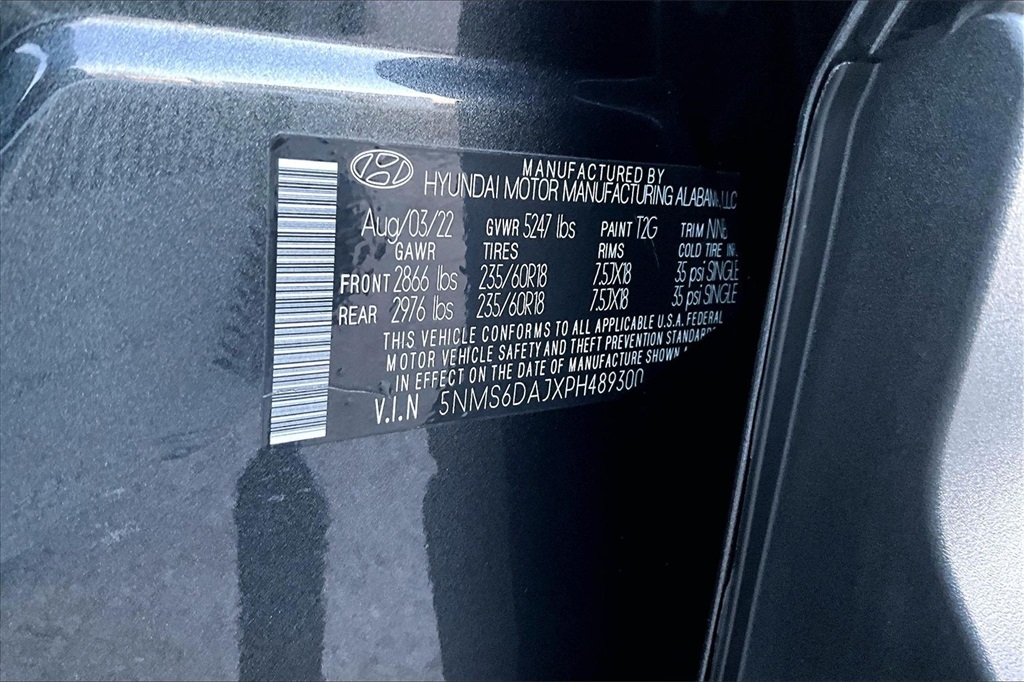 MANUFACTURED BY
HYUNDAI MOTOR MANUFACTURING ALABAMA, LLC
Aug/03/22 GVWR 5247 lbs PAINT T2G TRIM NNB
GAWR TIRES RIMS COLD TIRE INF.
FRONT 2866 lbs 235/60R18 7.5JX18 35 psi SINGLE
REAR 2976 lbs 235/60R18 7.5JX18 35 psi SINGLE
THIS VEHICLE CONFORMS TO ALL APPLICABLE U.S.A. FEDERAL
MOTOR VEHICLE SAFETY AND THEFT PREVENTION STANDARDS
IN EFFECT ON THE DATE OF MANUFACTURE SHOWN
V.I.N 5NMS6DAJXPH489300